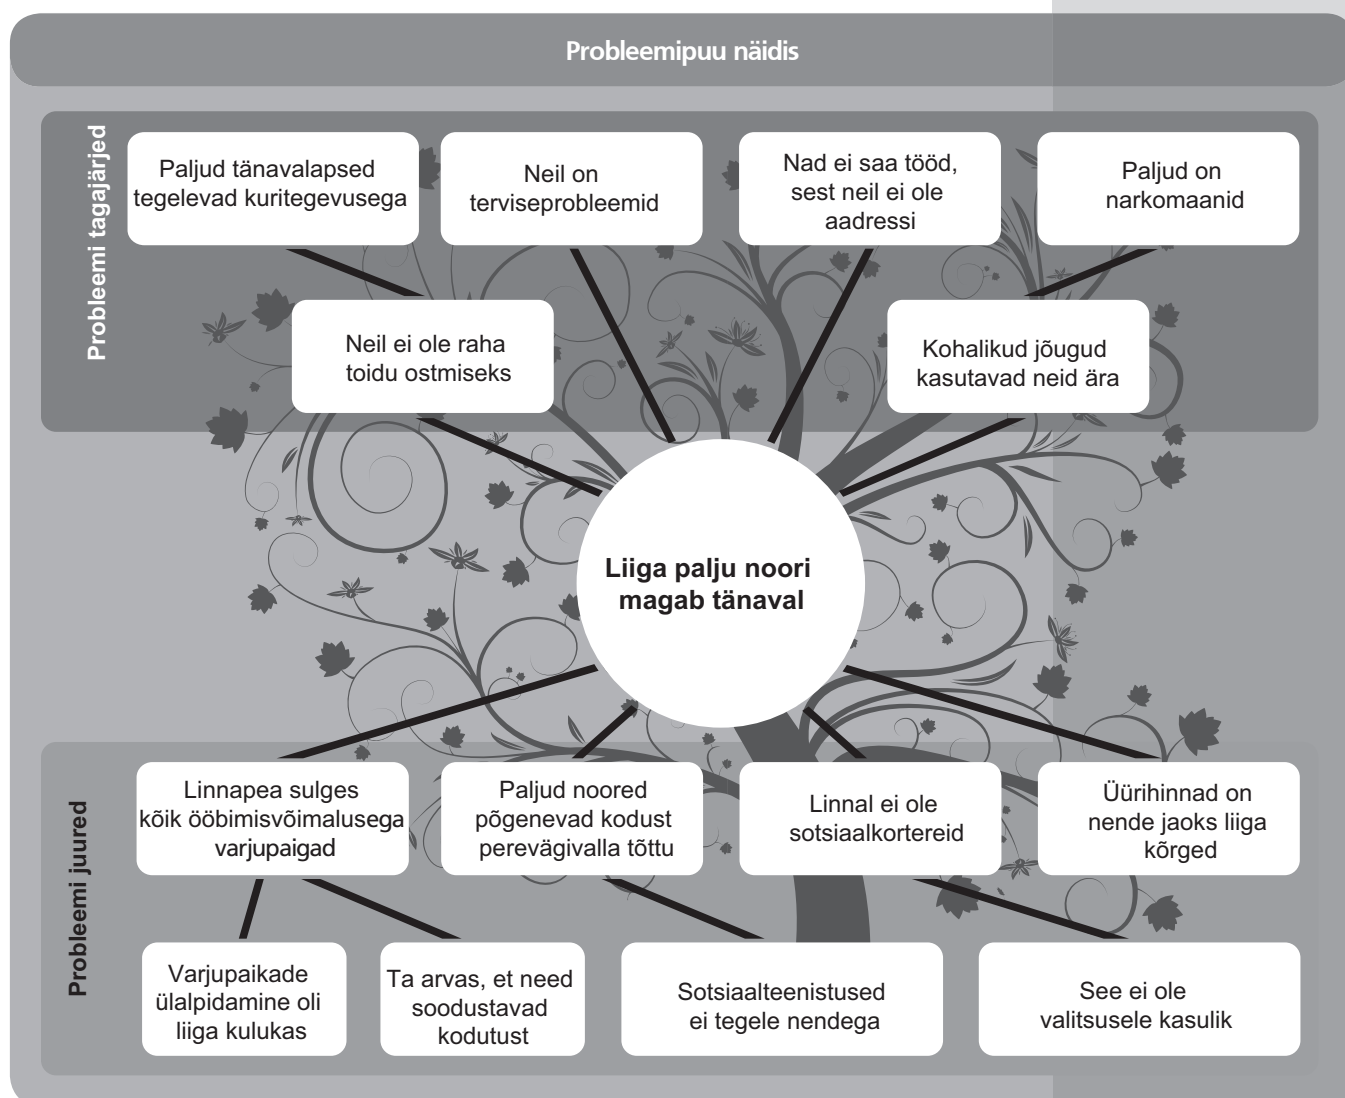 Probleemipuu näidis
Probleemi tagajärjed
Paljud tänavalapsed
tegelevad kuritegevusega
Neil on
terviseprobleemid
Nad ei saa tööd,
sest neil ei ole
aadressi
Paljud on
narkomaanid
Neil ei ole raha
toidu ostmiseks
Kohalikud jõugud
kasutavad neid ära
Liiga palju noori
magab tänaval
Probleemi juured
Linnapea sulges
kõik ööbimisvõimalusega
varjupaigad
Paljud noored
põgenevad kodust
perevägivalla tõttu
Linnal ei ole
sotsiaalkortereid
Üürihinnad on
nende jaoks liiga
kõrged
Varjupaikade
ülalpidamine oli
liiga kulukas
Ta arvas, et need
soodustavad
kodutust
Sotsiaalteenistused
ei tegele nendega
See ei ole
valitsusele kasulik